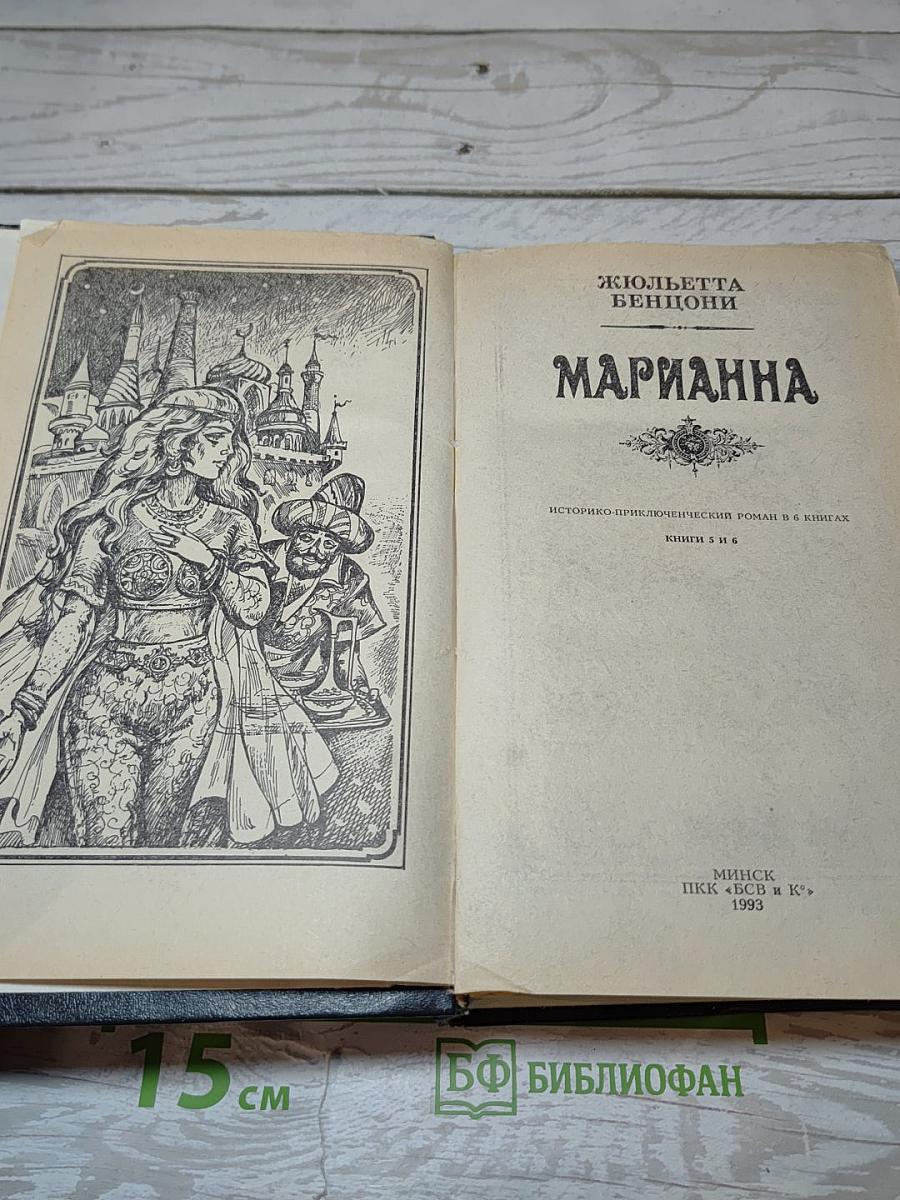 ЖЮЛЬЕТТА
БЕНЦОНИ
МАРИАННА
ИСТОРИКО-ПРИКЛЮЧЕНЧЕСКИЙ РОМАН В 6 КНИГАХ
КНИГИ 5 И 6
МИНСК
ПКК «БСВ и К°»
1993
15 см
БФ БИБЛИОФАН